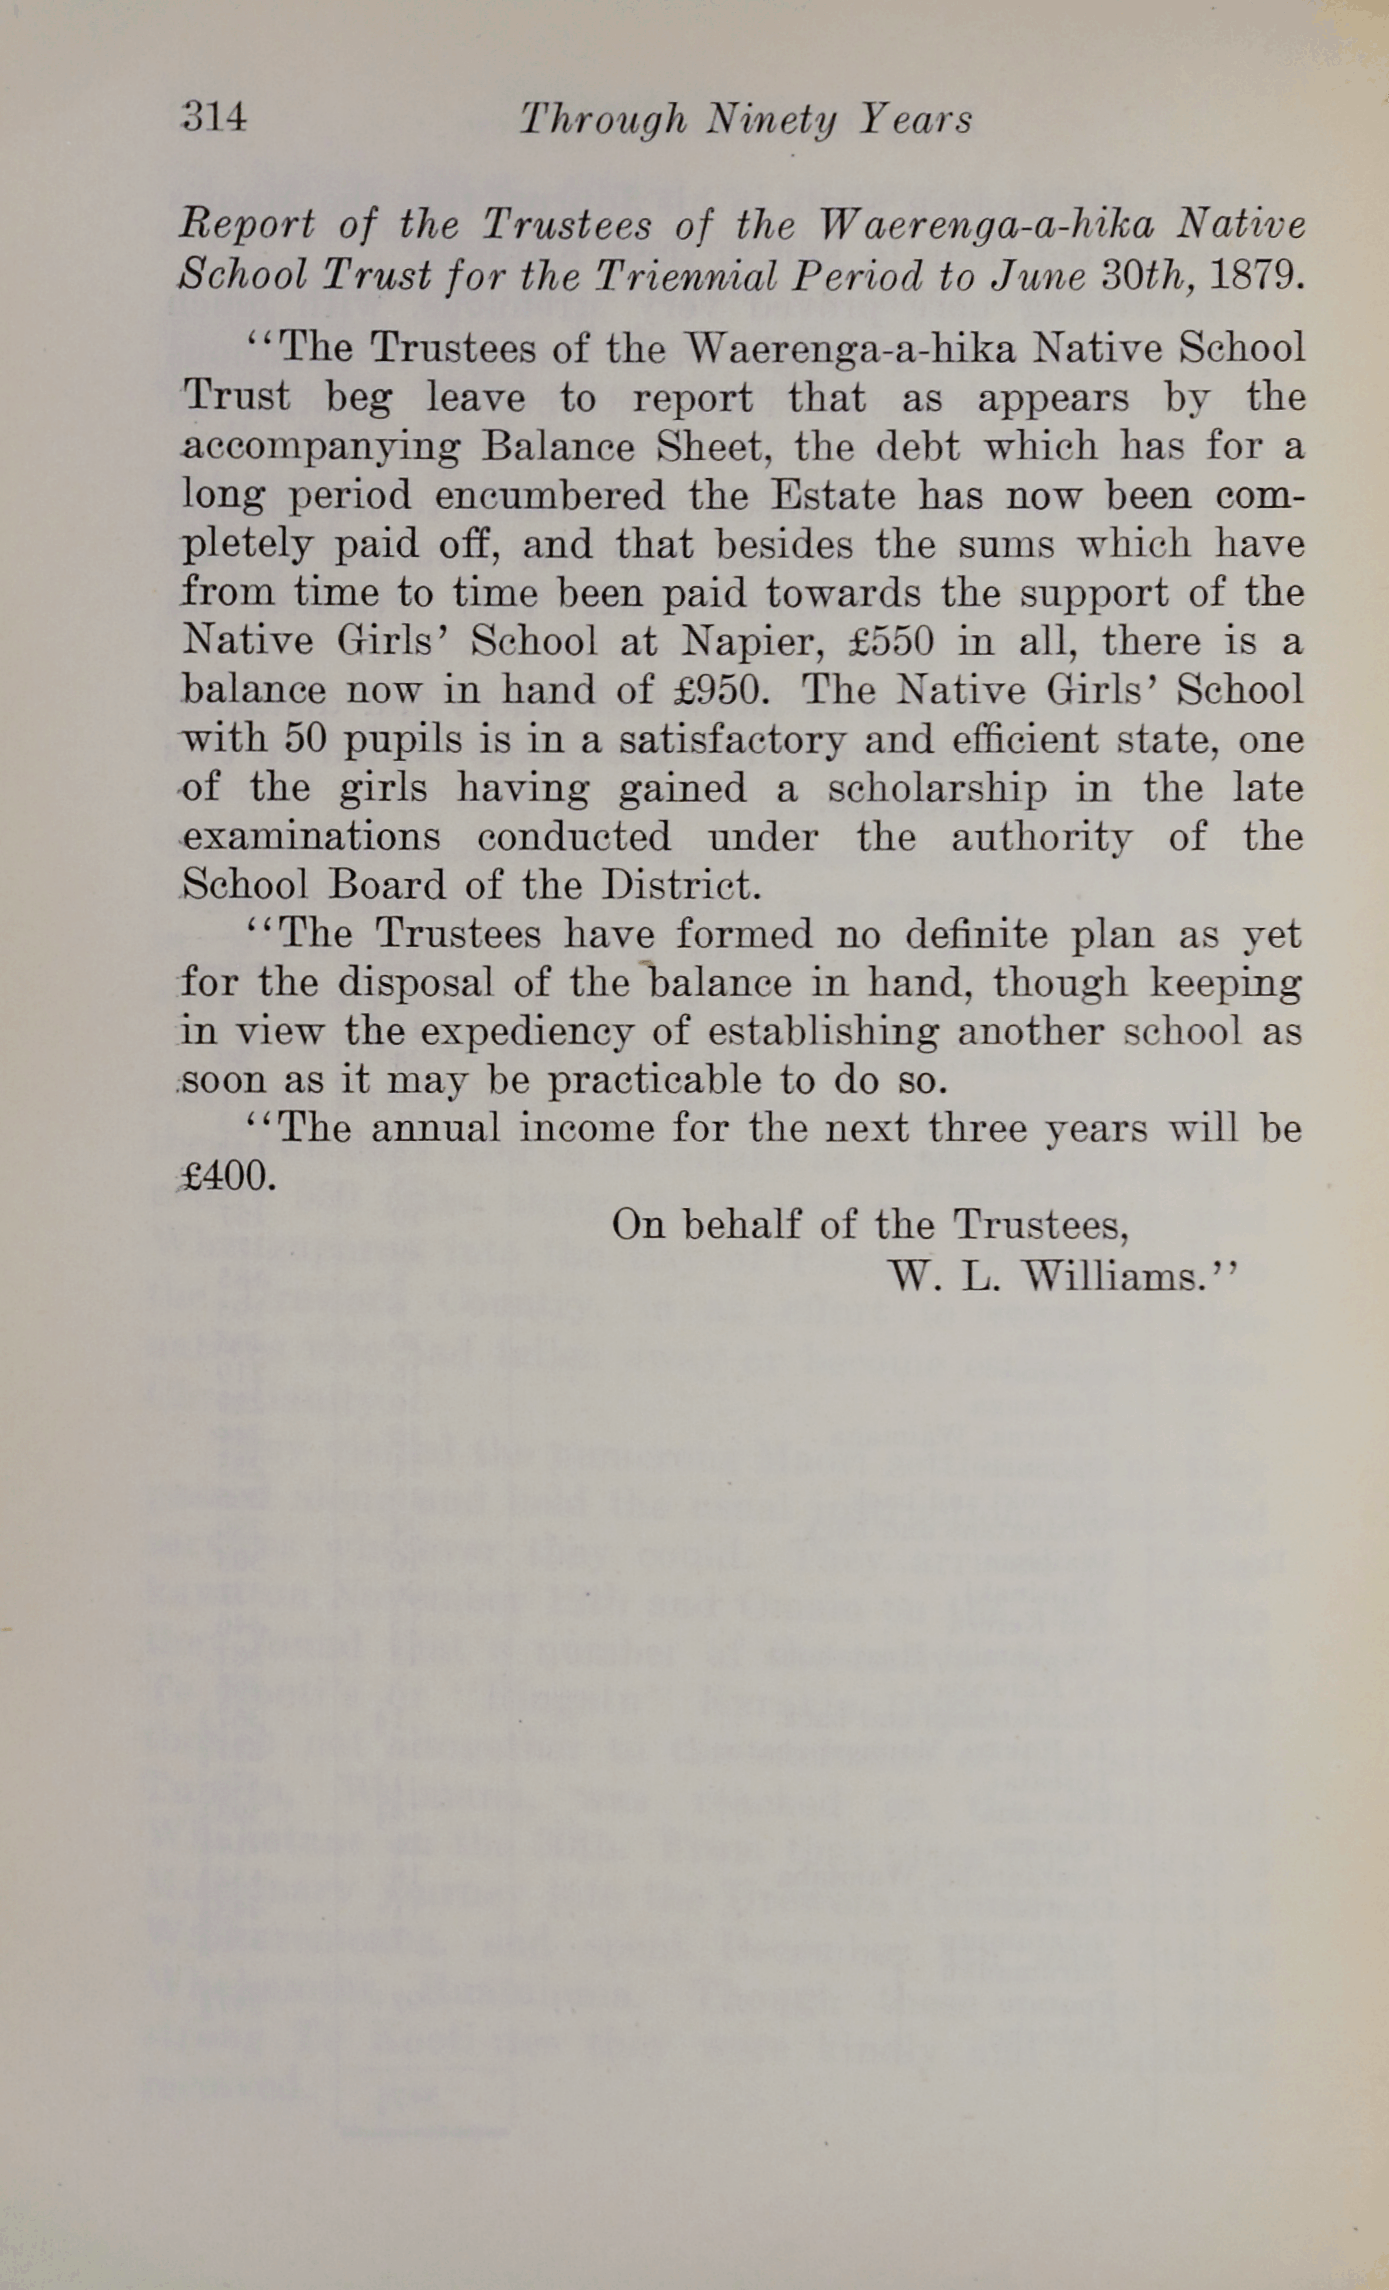 314 Through Ninety Years
Report of the Trustees of the Waerenga-a-hika Native
School Trust for the Triennial Period to June 30th, 1879.
‘‘The Trustees of the Waerenga-a-hika Native School
Trust beg leave to report that as appears by the
accompanying Balance Sheet, the debt which has for a
long period encumbered the Estate has now been com-
pletely paid off, and that besides the sums which have
from time to time been paid towards the support of the
Native Girls’ School at Napier, £550 in all, there is a
balance now in hand of £950. The Native Girls’ School
with 50 pupils is in a satisfactory and efficient state, one
of the girls having gained a scholarship in the late
examinations conducted under the authority of the
School Board of the District.
‘‘The Trustees have formed no definite plan as yet
for the disposal of the balance in hand, though keeping
in view the expediency of establishing another school as
soon as it may be practicable to do so.
‘‘The annual income for the next three years will be
£400.
On behalf of the Trustees,
W. L. Williams.’’